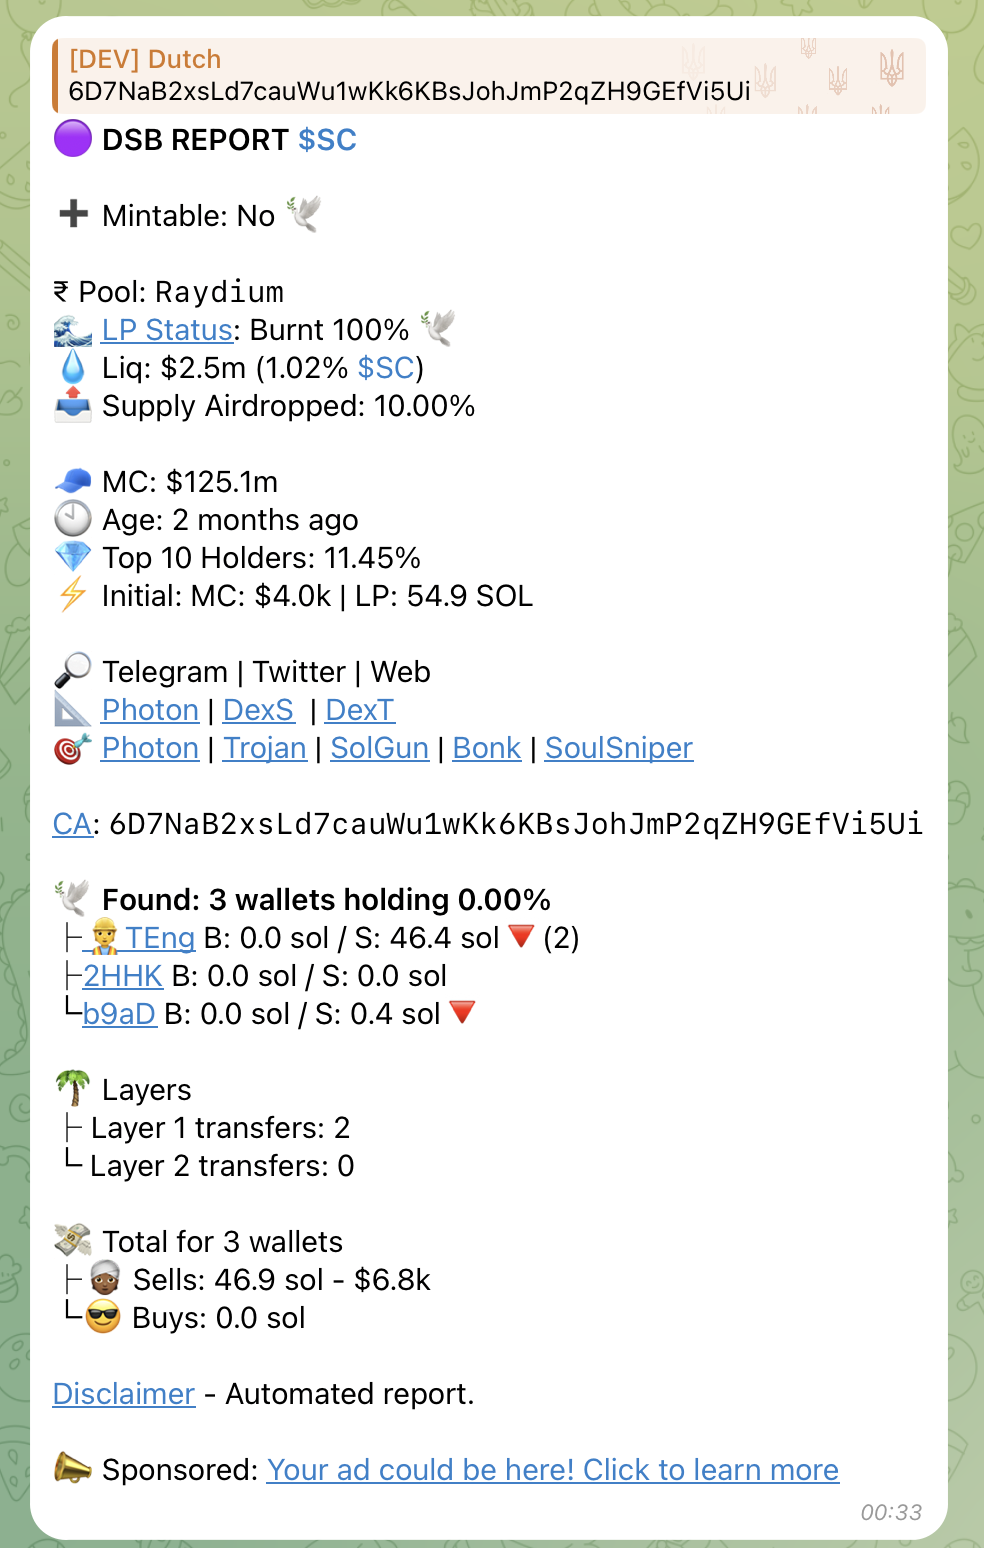 [DEV] Dutch
6D7NaB2xsLd7cauWu1wKk6KBsJohJmP2qZH9GEfVi5Ui
🟣 DSB REPORT $SC
➕ Mintable: No 🕊
₹ Pool: Raydium
🌊 LP Status: Burnt 100% 🕊
💧 Liq: $2.5m (1.02% $SC)
📤 Supply Airdropped: 10.00%
🧢 MC: $125.1m
🕘 Age: 2 months ago
💎 Top 10 Holders: 11.45%
⚡ Initial: MC: $4.0k | LP: 54.9 SOL
🔎 Telegram | Twitter | Web
📐 Photon | DexS | DexT
🎯 Photon | Trojan | SolGun | Bonk | SoulSniper
CA: 6D7NaB2xsLd7cauWu1wKk6KBsJohJmP2qZH9GEfVi5Ui
🕊 Found: 3 wallets holding 0.00%
├👷 TEng B: 0.0 sol / S: 46.4 sol 🔻 (2)
├2HHK B: 0.0 sol / S: 0.0 sol
└b9aD B: 0.0 sol / S: 0.4 sol 🔻
🌴 Layers
├ Layer 1 transfers: 2
└ Layer 2 transfers: 0
💸 Total for 3 wallets
├👳🏾 Sells: 46.9 sol - $6.8k
└😎 Buys: 0.0 sol
Disclaimer - Automated report.
📣 Sponsored: Your ad could be here! Click to learn more
00:33